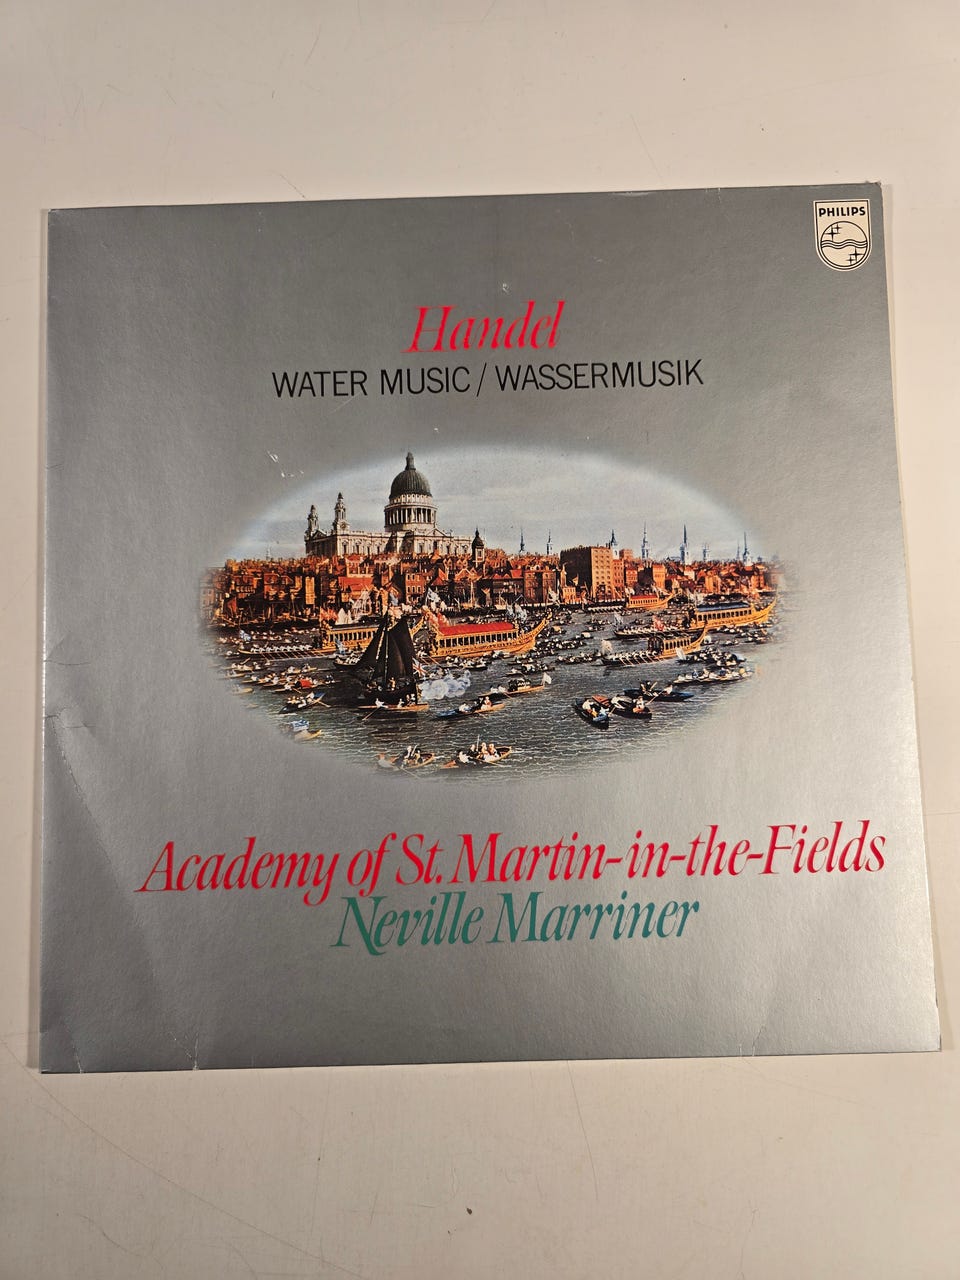 PHILIPS
Handel
WATER MUSIC / WASSERMUSIK
Academy of St. Martin-in-the-Fields
Neville Marriner